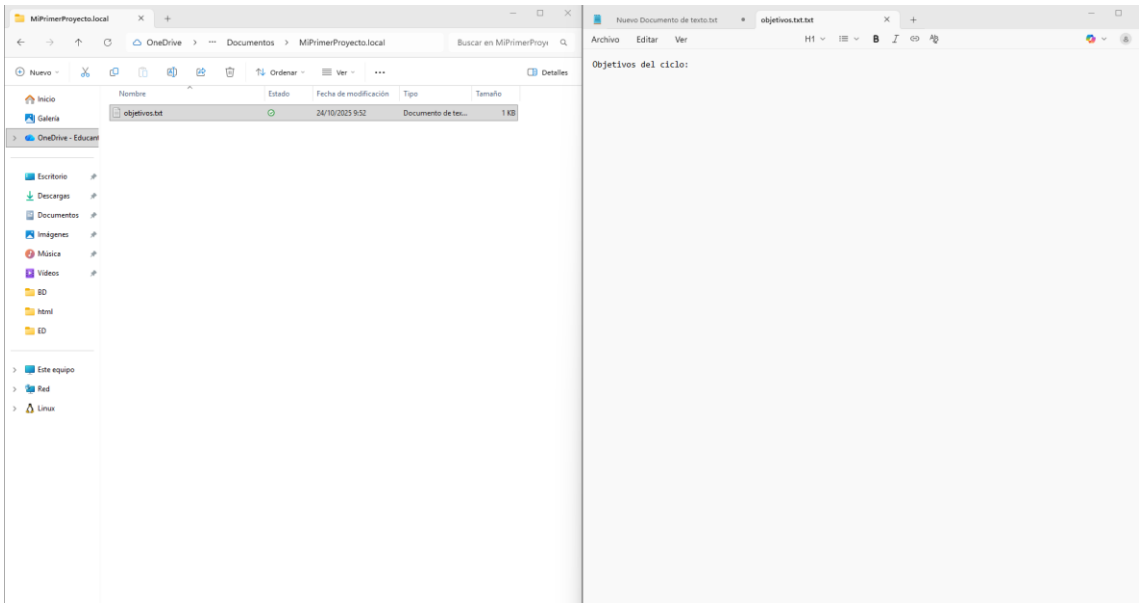 MiPrimerProyecto.local
OneDrive > ... Documentos > MiPrimerProyecto.local
Buscar en MiPrimerProye
Nuevo
Ordenar
Ver
...
Detalles
Inicio
Galería
OneDrive - Educant
Escritorio
Descargas
Documentos
Imágenes
Música
Vídeos
BD
html
ED
Este equipo
Red
Linux
Nombre Estado Fecha de modificación Tipo Tamaño
objetivos.txt 24/10/2025 9:52 Documento de tex... 1 KB
Nuevo Documento de texto.txt
objetivos.txt.txt
Archivo Editar Ver H1 B I
Objetivos del ciclo: